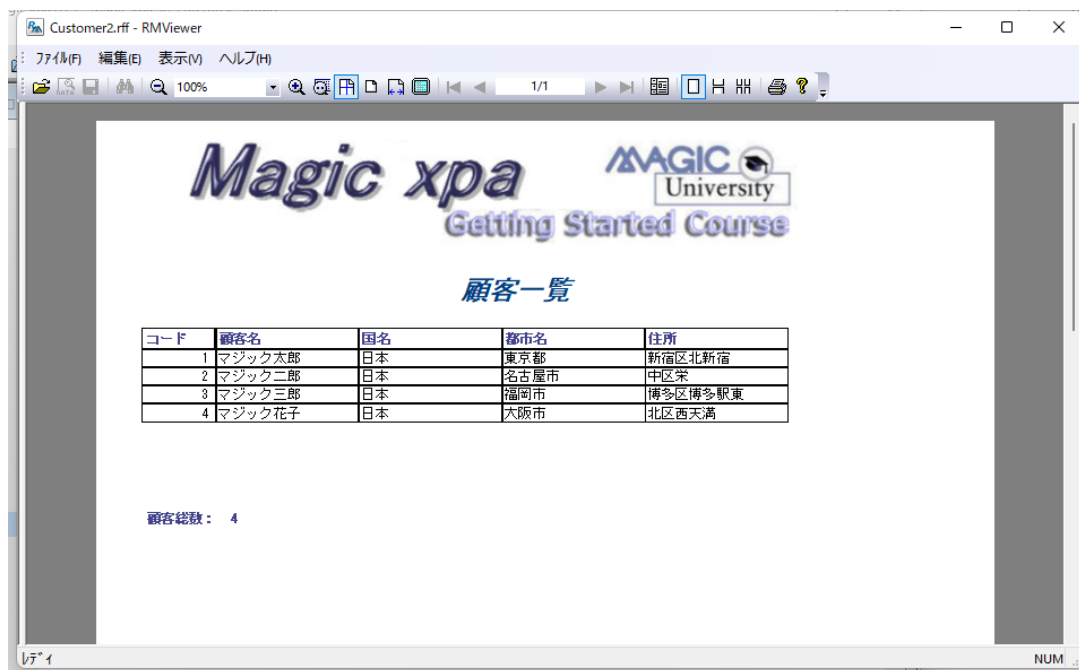 Customer2.rff - RMViewer
ﾌｧｲﾙ(F) 編集(E) 表示(V) ヘルプ(H)
100% 1/1
Magic xpa
MAGIC
University
Getting Started Course
顧客一覧
コード 顧客名 国名 都市名 住所
1 マジック太郎 日本 東京都 新宿区北新宿
2 マジック二郎 日本 名古屋市 中区栄
3 マジック三郎 日本 福岡市 博多区博多駅東
4 マジック花子 日本 大阪市 北区西天満
顧客総数： 4
ﾚﾃﾞｨ NUM